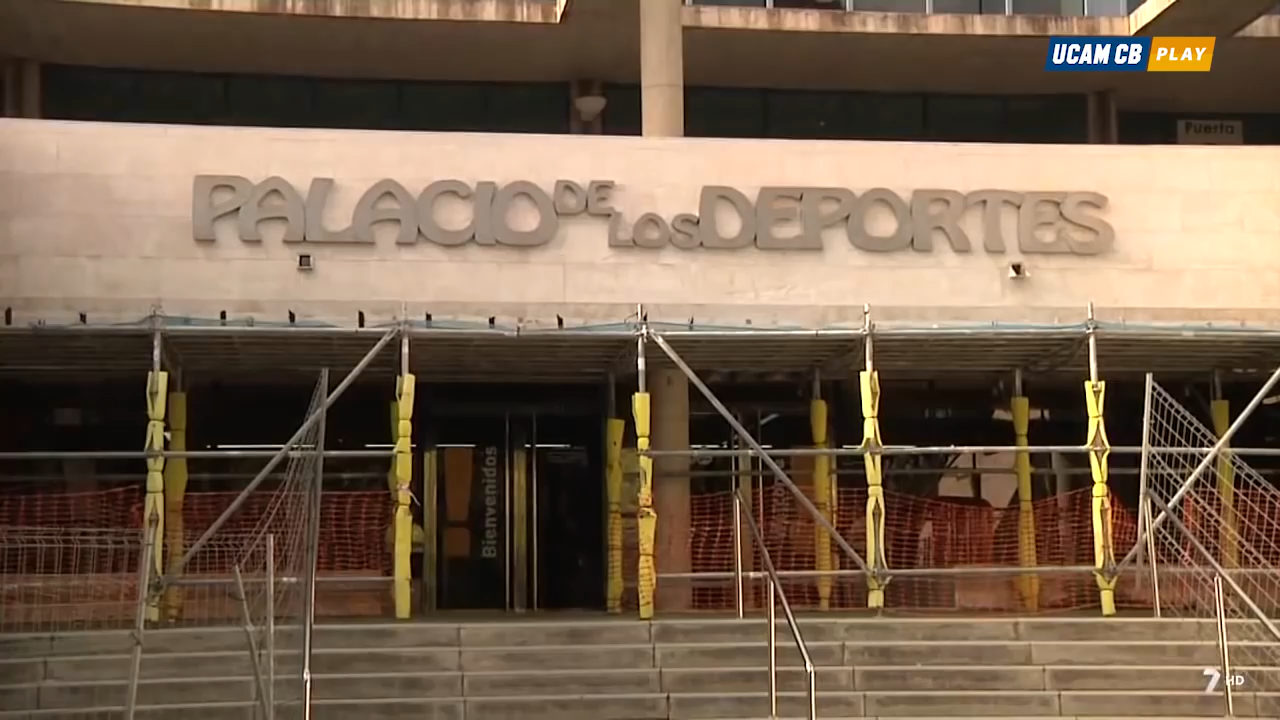 UCAM CB PLAY
Puerta
PALACIO DE LOS DEPORTES
Bienvenidos
7 HD